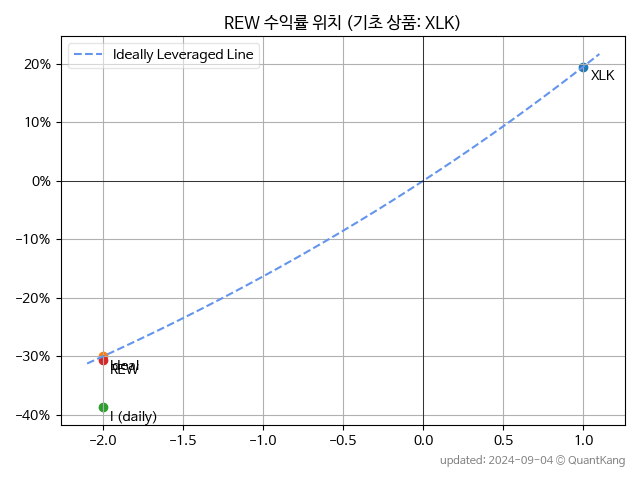 REW 수익률 위치 (기초 상품: XLK)
Ideally Leveraged Line
20%
10%
0%
−10%
−20%
−30%
−40%
XLK
Ideal
REW
I (daily)
−2.0
−1.5
−1.0
−0.5
0.0
0.5
1.0
updated: 2024-09-04 © QuantKang